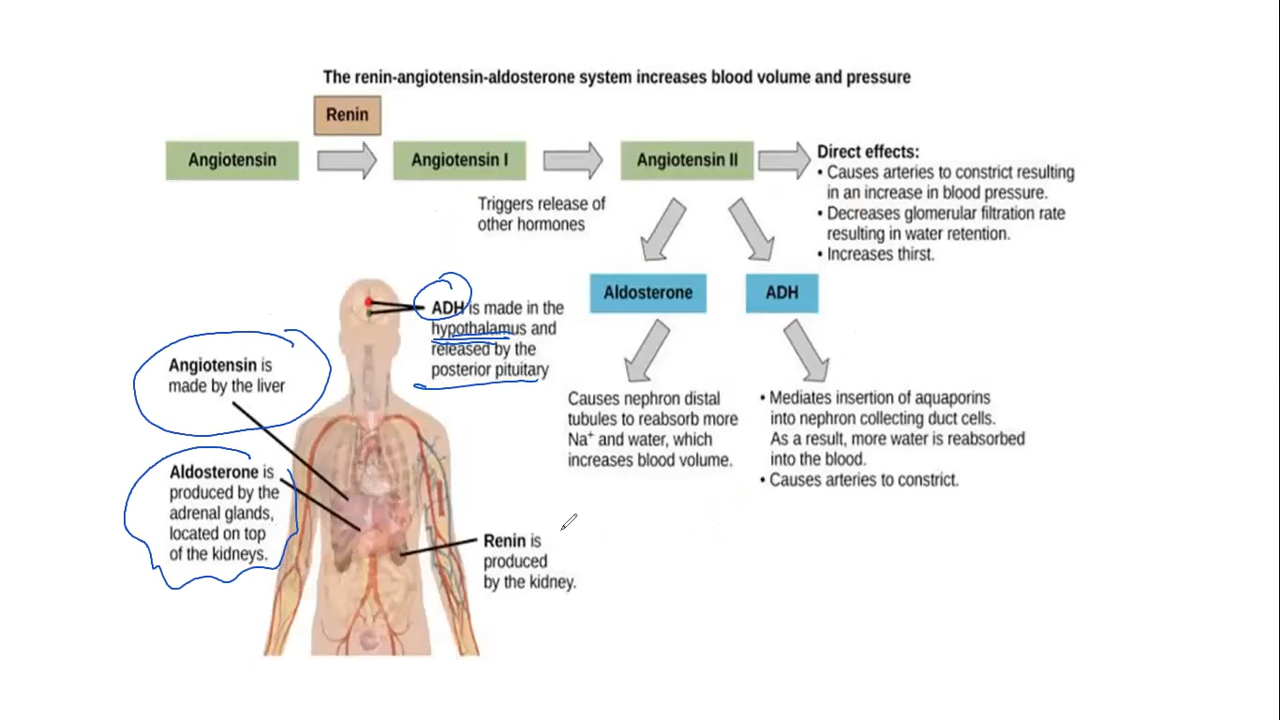 The renin-angiotensin-aldosterone system increases blood volume and pressure
Renin
Angiotensin
Angiotensin I
Angiotensin II
Direct effects:
• Causes arteries to constrict resulting
in an increase in blood pressure.
• Decreases glomerular filtration rate
resulting in water retention.
• Increases thirst.
Triggers release of
other hormones
Aldosterone
ADH
ADH is made in the
hypothalamus and
released by the
posterior pituitary
Angiotensin is
made by the liver
Causes nephron distal
tubules to reabsorb more
Na⁺ and water, which
increases blood volume.
• Mediates insertion of aquaporins
into nephron collecting duct cells.
As a result, more water is reabsorbed
into the blood.
• Causes arteries to constrict.
Aldosterone is
produced by the
adrenal glands,
located on top
of the kidneys.
Renin is
produced
by the kidney.